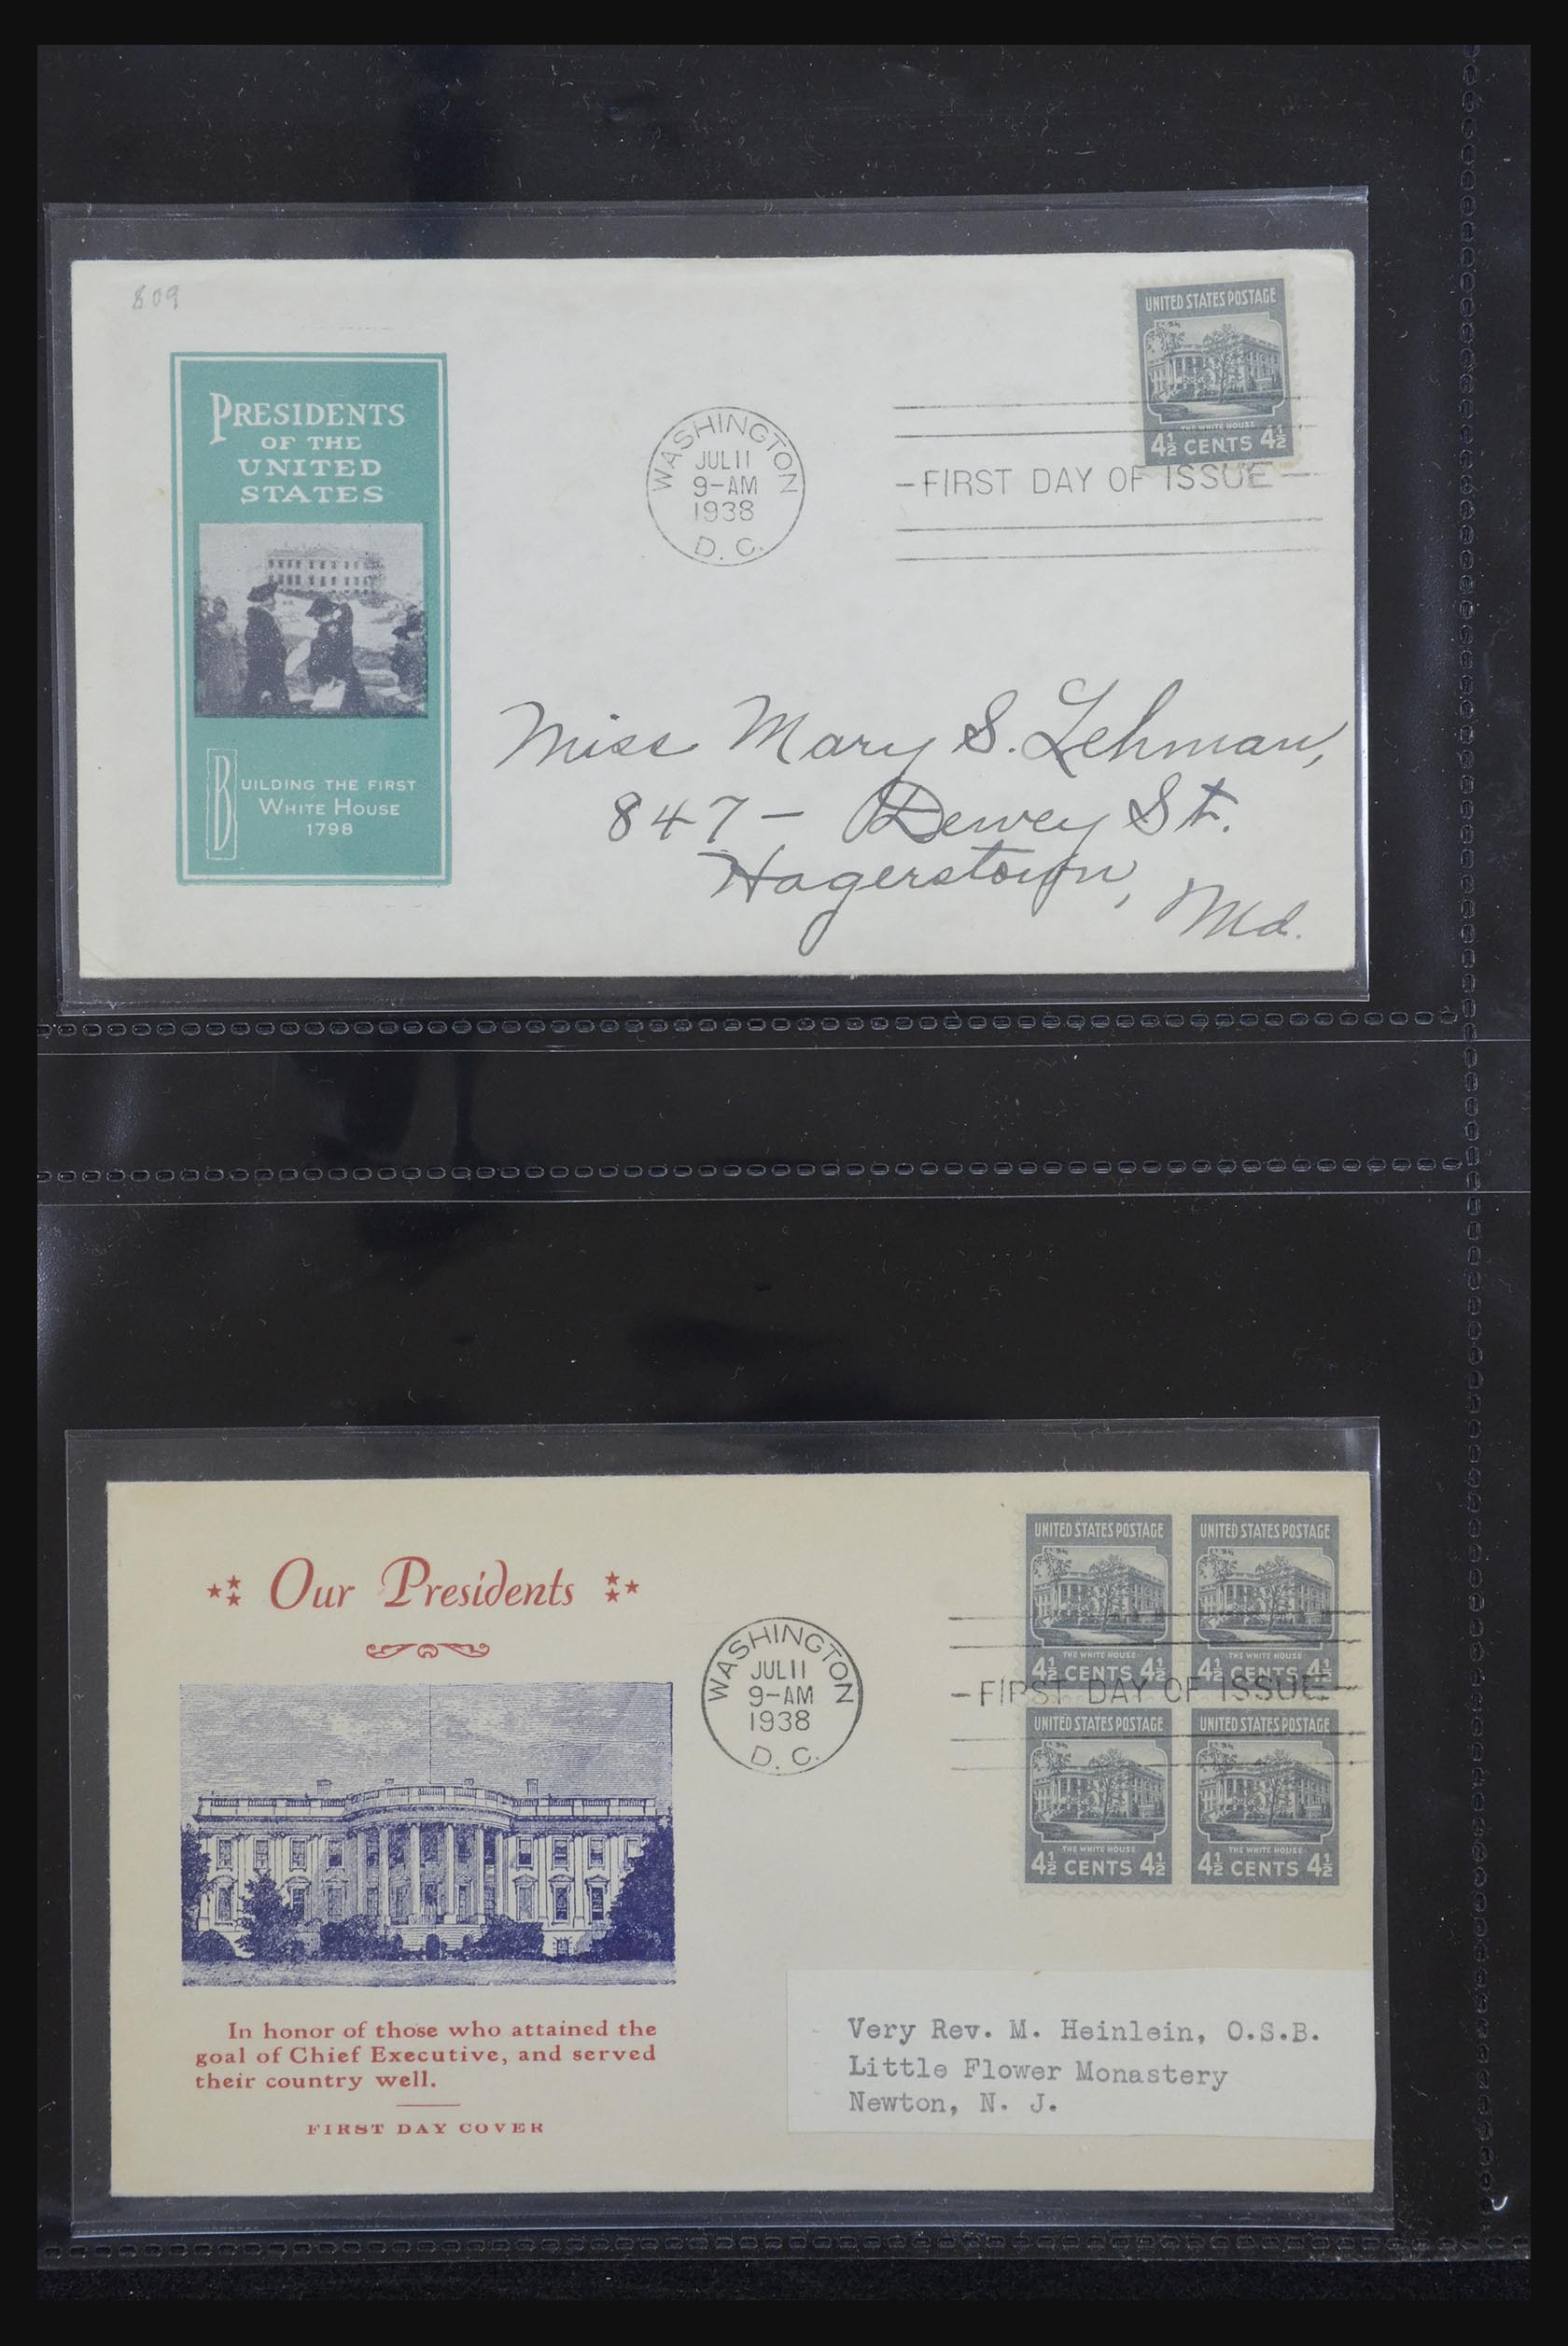 809
PRESIDENTS
OF THE
UNITED
STATES
BUILDING THE FIRST
WHITE HOUSE
1798
WASHINGTON
JUL 11
9-AM
1938
D. C.
UNITED STATES POSTAGE
THE WHITE HOUSE
4½ CENTS 4½
FIRST DAY OF ISSUE
Miss Mary S. Lehman,
847 - Dewey St.
Hagerstown, Md.
Our Presidents
In honor of those who attained the
goal of Chief Executive, and served
their country well.
FIRST DAY COVER
WASHINGTON
JUL 11
9-AM
1938
D. C.
UNITED STATES POSTAGE
THE WHITE HOUSE
4½ CENTS 4½
UNITED STATES POSTAGE
THE WHITE HOUSE
4½ CENTS 4½
FIRST DAY OF ISSUE
UNITED STATES POSTAGE
THE WHITE HOUSE
4½ CENTS 4½
UNITED STATES POSTAGE
THE WHITE HOUSE
4½ CENTS 4½
Very Rev. M. Heinlein, O.S.B.
Little Flower Monastery
Newton, N. J.